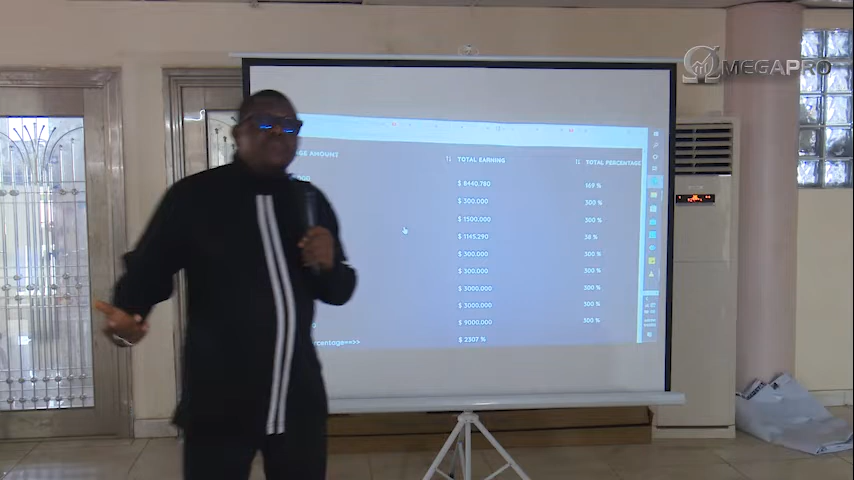 MEGAPRO
GE AMOUNT TOTAL EARNING TOTAL PERCENTAGE
$ 8440.780 169 %
$ 300.000 300 %
$ 1500.000 300 %
$ 1145.290 38 %
$ 300.000 300 %
$ 300.000 300 %
$ 3000.000 300 %
$ 3000.000 300 %
$ 9000.000 300 %
rcentage==>> $ 2307 %